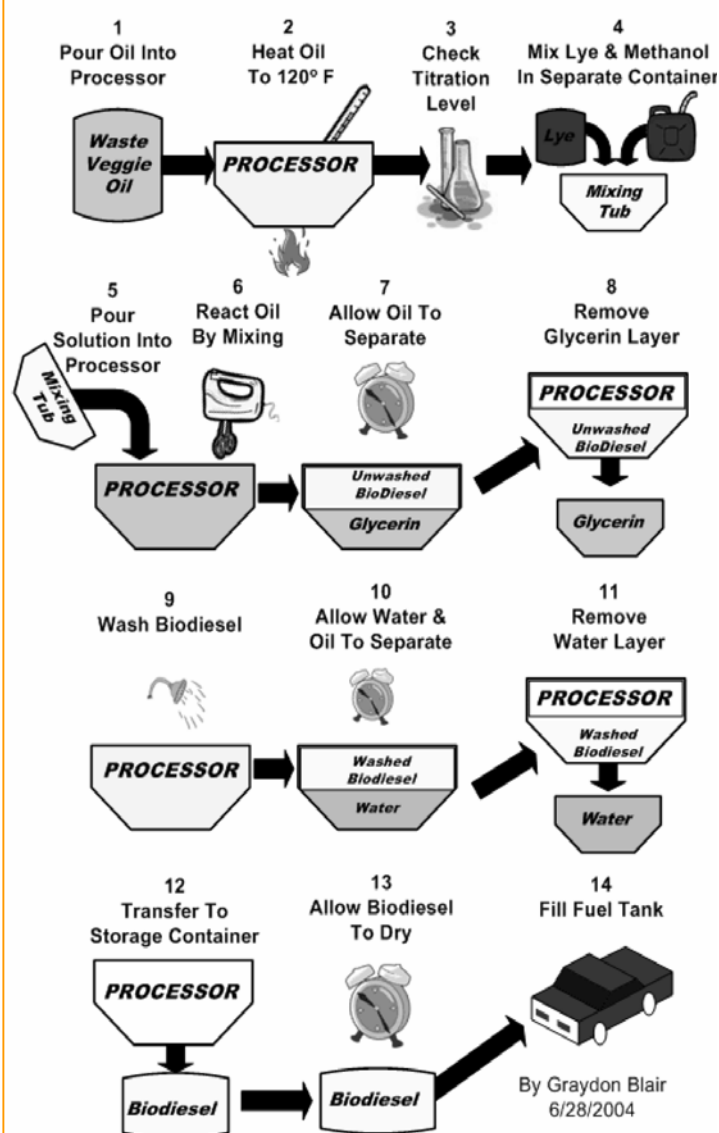 1
Pour Oil Into
Processor
Waste
Veggie
Oil
2
Heat Oil
To 120º F
PROCESSOR
3
Check
Titration
Level
4
Mix Lye & Methanol
In Separate Container
Lye
Mixing
Tub
5
Pour
Solution Into
Processor
Mixing
Tub
PROCESSOR
6
React Oil
By Mixing
7
Allow Oil To
Separate
Unwashed
BioDiesel
Glycerin
8
Remove
Glycerin Layer
PROCESSOR
Unwashed
BioDiesel
Glycerin
9
Wash Biodiesel
PROCESSOR
10
Allow Water &
Oil To Separate
Washed
Biodiesel
Water
11
Remove
Water Layer
PROCESSOR
Washed
Biodiesel
Water
12
Transfer To
Storage Container
PROCESSOR
Biodiesel
13
Allow Biodiesel
To Dry
Biodiesel
14
Fill Fuel Tank
By Graydon Blair
6/28/2004